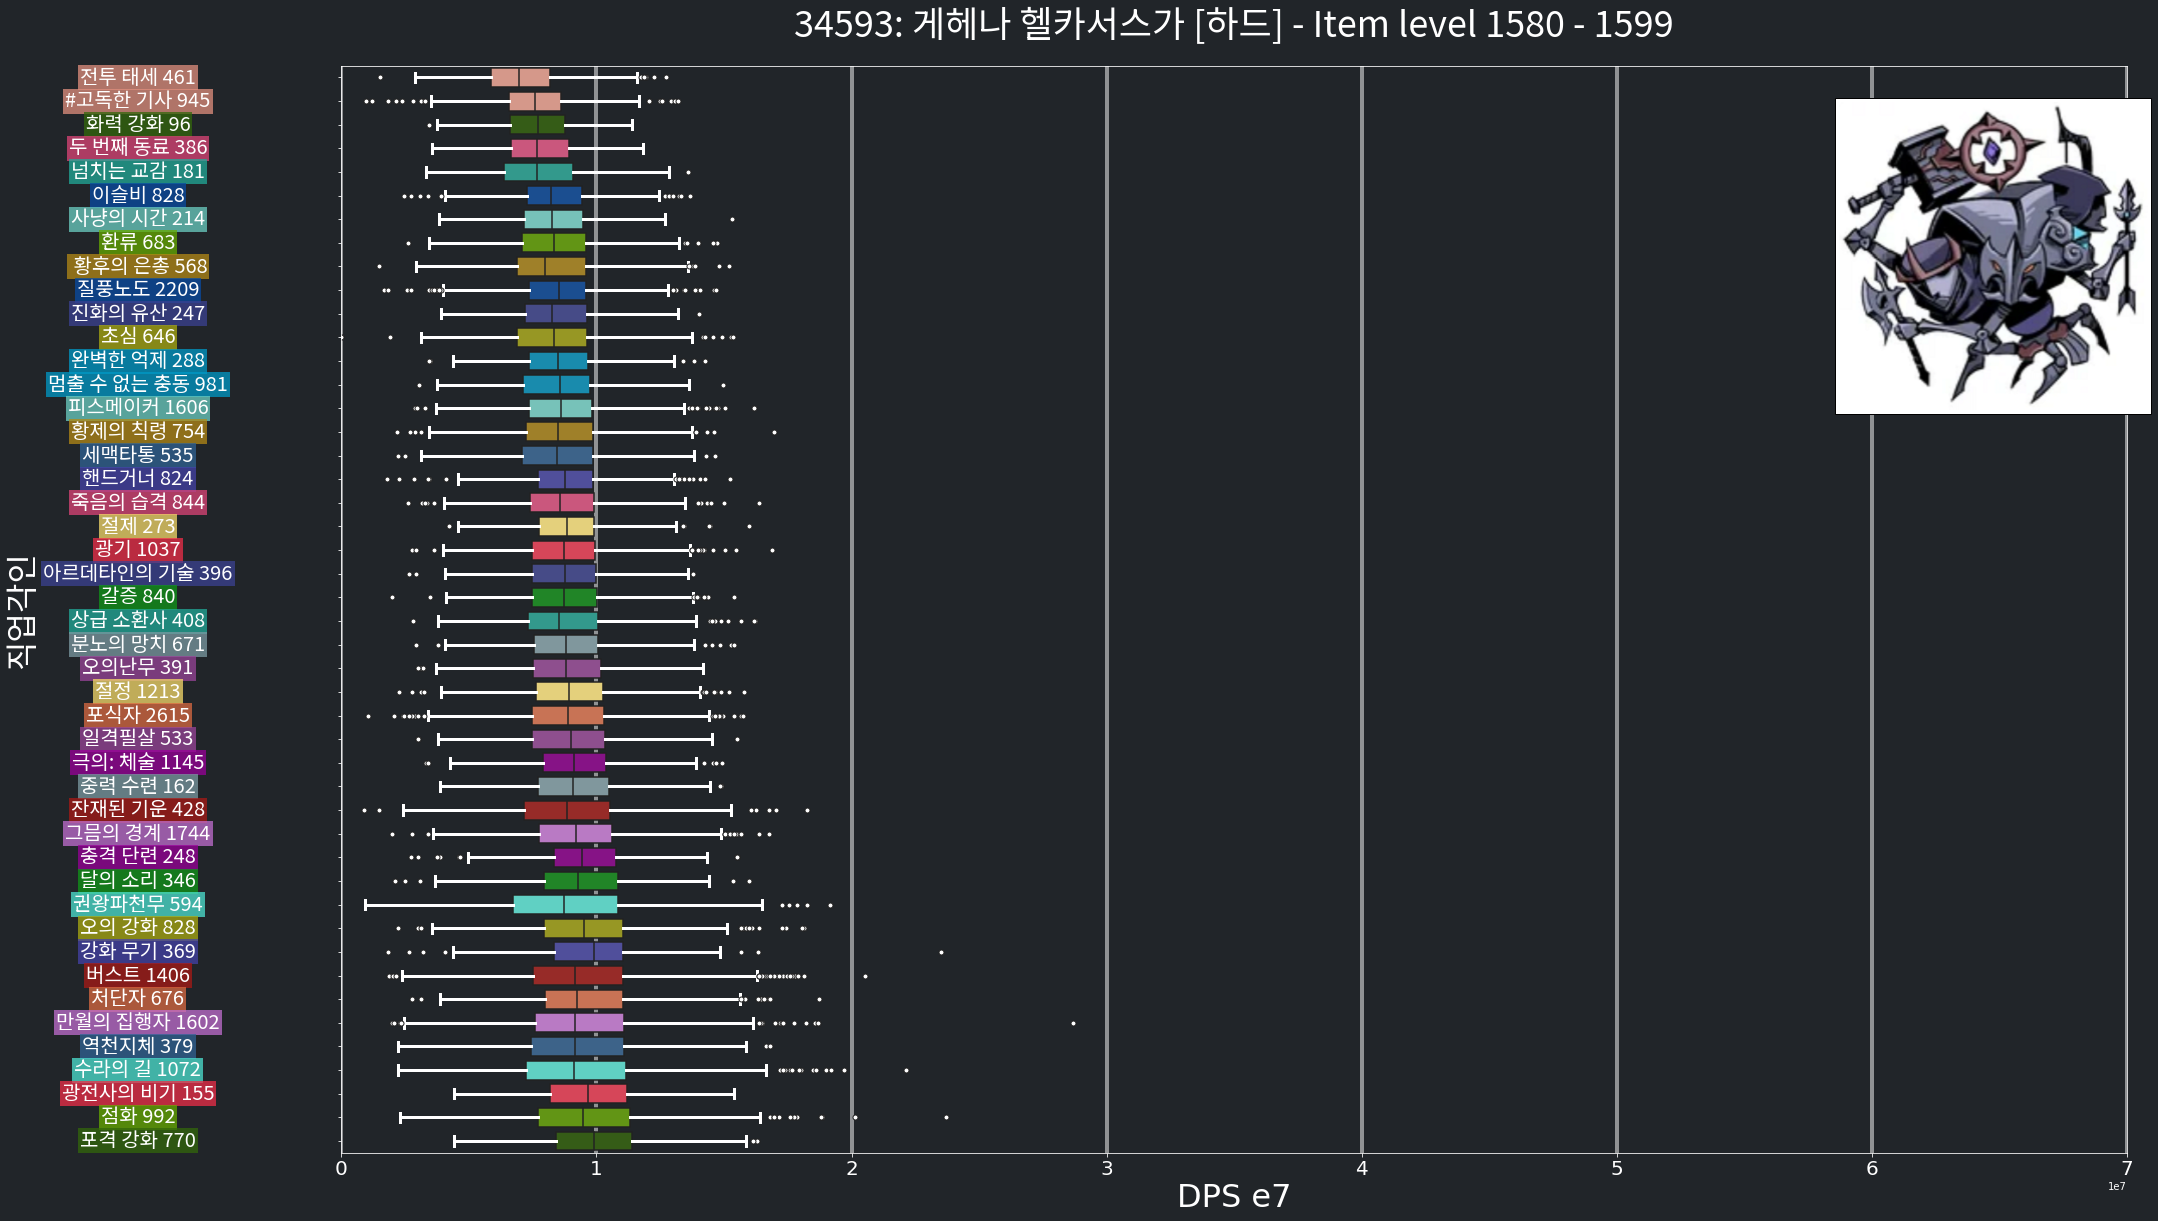 34593: 게헤나 헬카서스가 [하드] - Item level 1580 - 1599
직업각인
전투 태세 461
#고독한 기사 945
화력 강화 96
두 번째 동료 386
넘치는 교감 181
이슬비 828
사냥의 시간 214
환류 683
황후의 은총 568
질풍노도 2209
진화의 유산 247
초심 646
완벽한 억제 288
멈출 수 없는 충동 981
피스메이커 1606
황제의 칙령 754
세맥타통 535
핸드거너 824
죽음의 습격 844
절제 273
광기 1037
아르데타인의 기술 396
갈증 840
상급 소환사 408
분노의 망치 671
오의난무 391
절정 1213
포식자 2615
일격필살 533
극의: 체술 1145
중력 수련 162
잔재된 기운 428
그믐의 경계 1744
충격 단련 248
달의 소리 346
권왕파천무 594
오의 강화 828
강화 무기 369
버스트 1406
처단자 676
만월의 집행자 1602
역천지체 379
수라의 길 1072
광전사의 비기 155
점화 992
포격 강화 770
0 1 2 3 4 5 6 7
1e7
DPS e7